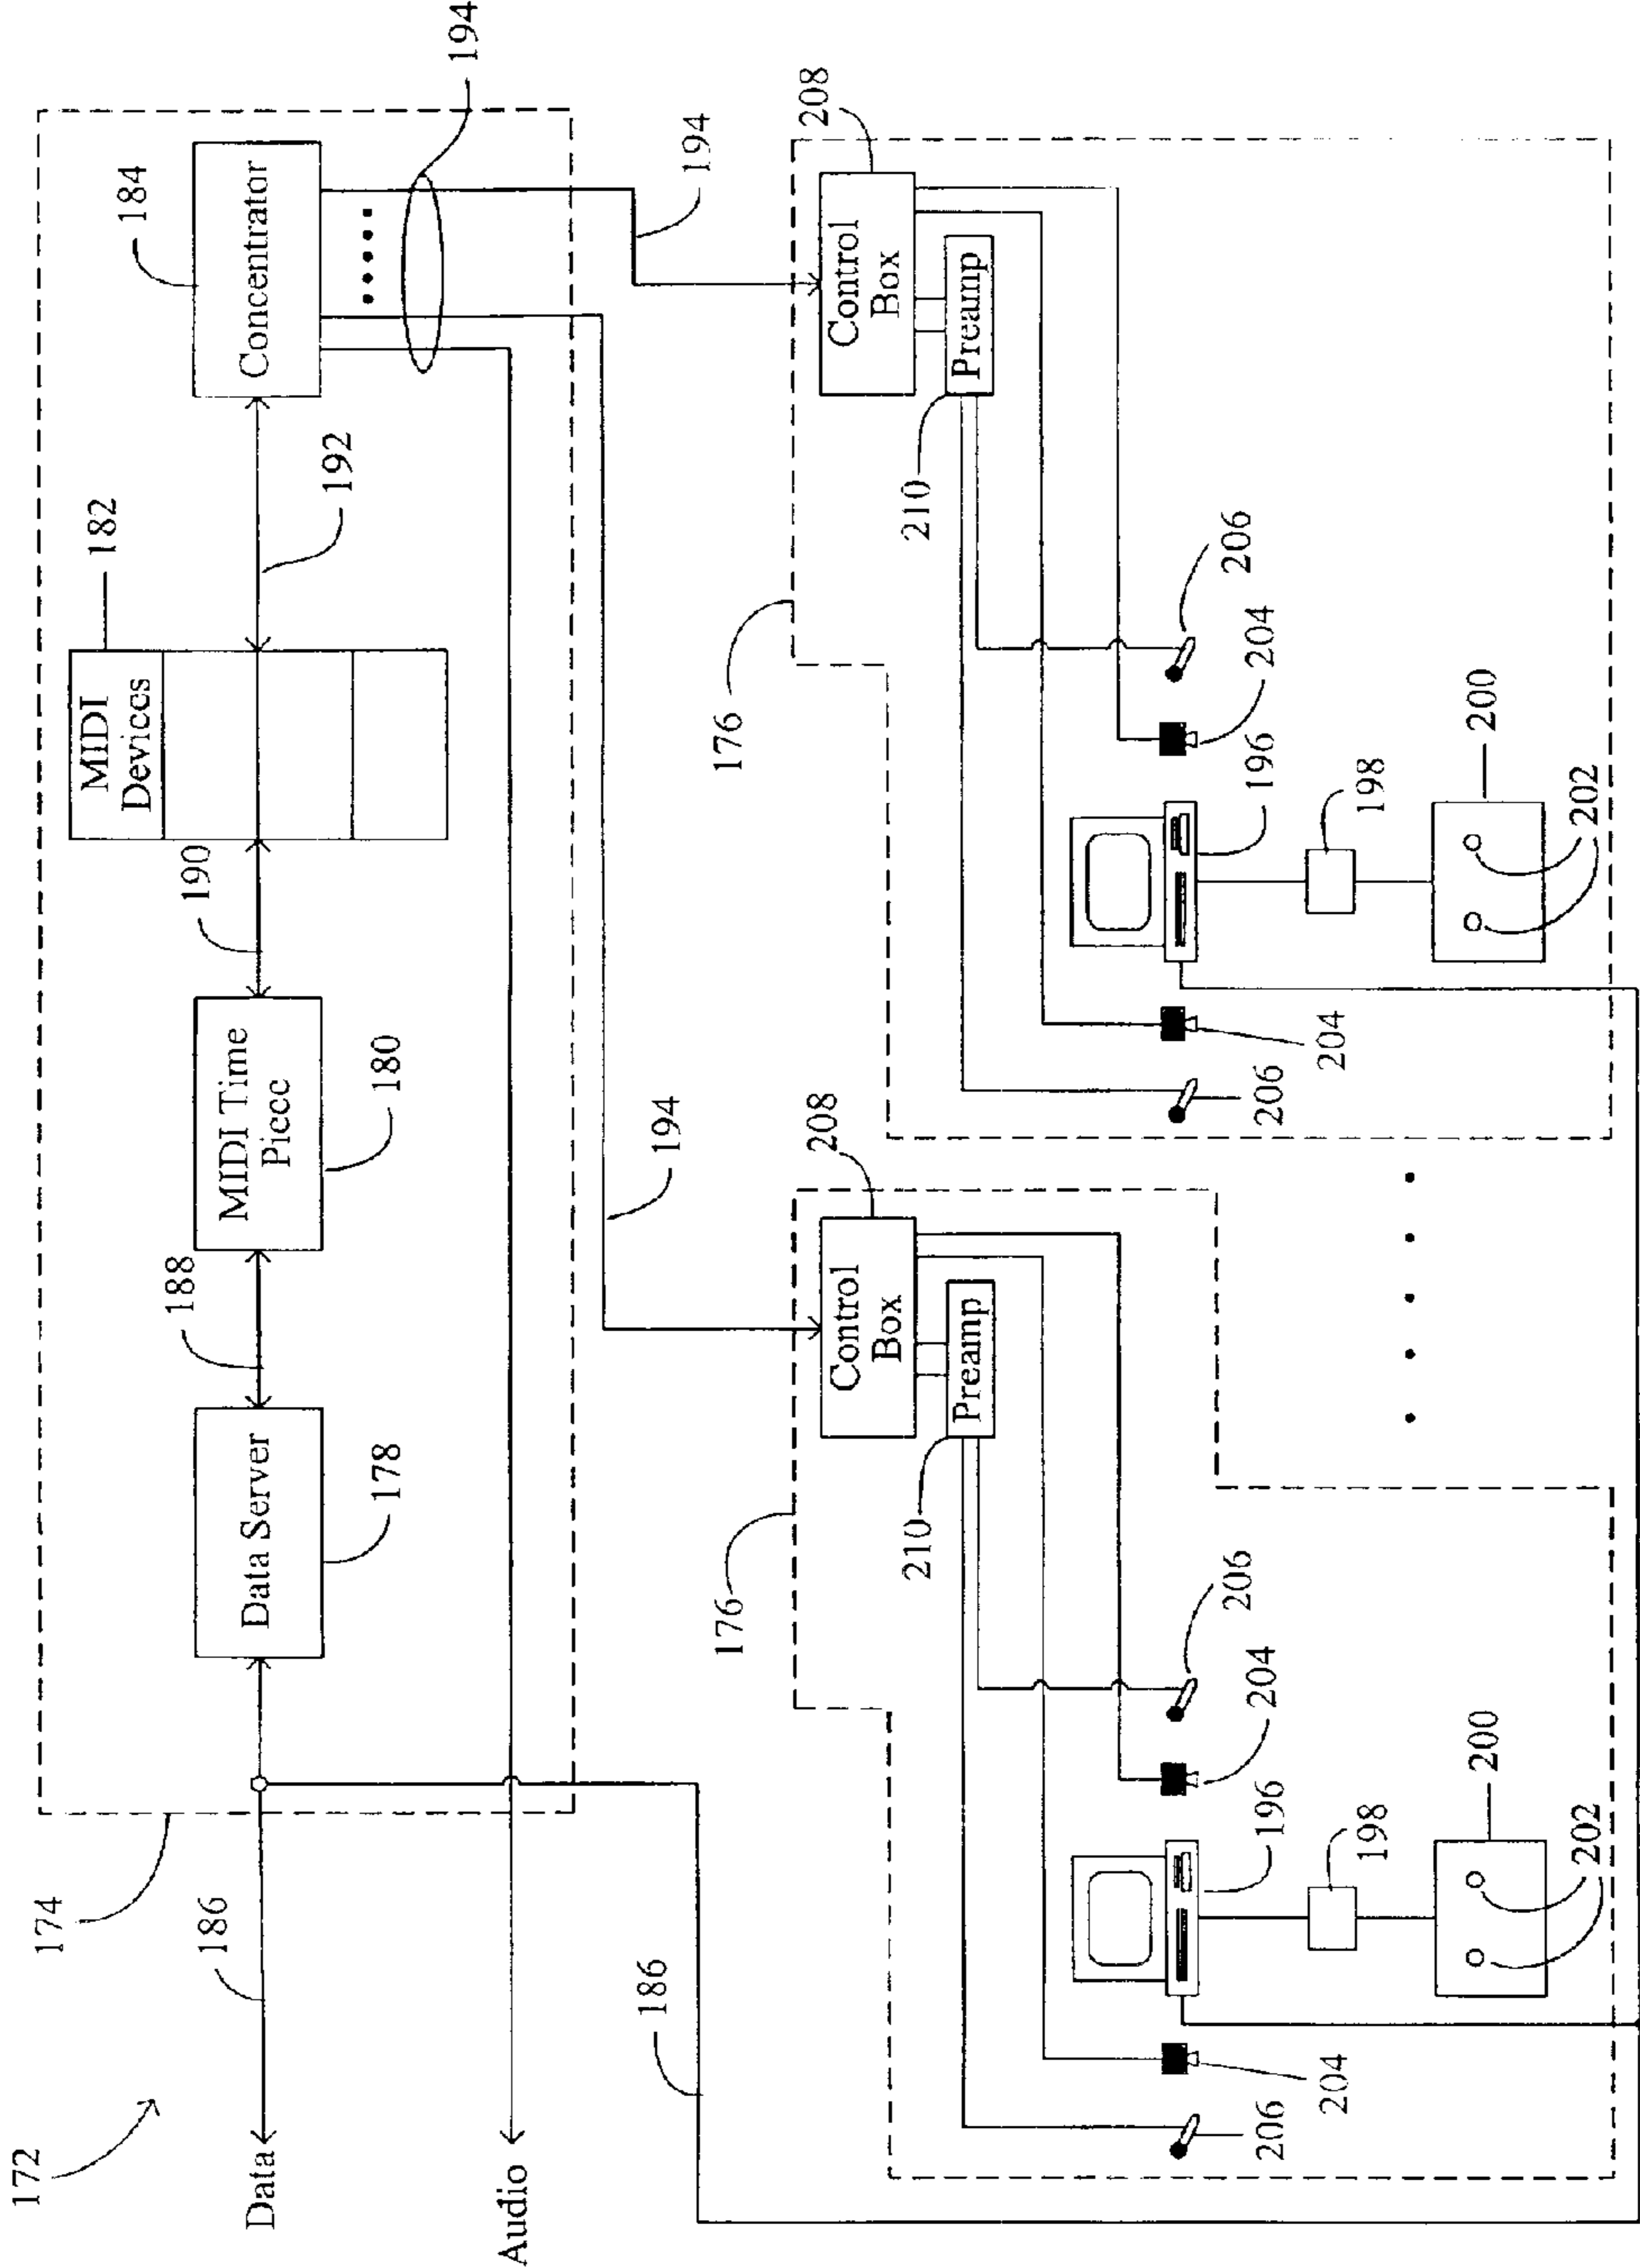 172
174
MIDI
Devices
182
184
188
190
186
Data
Data Server
MIDI Time
Piece
Concentrator
192
178
180
194
Audio
194
194
186
176
176
208
208
Control
Box
Control
Box
210
Preamp
210
Preamp
206
206
204
204
196
196
206
204
206
204
198
198
200
200
202
202